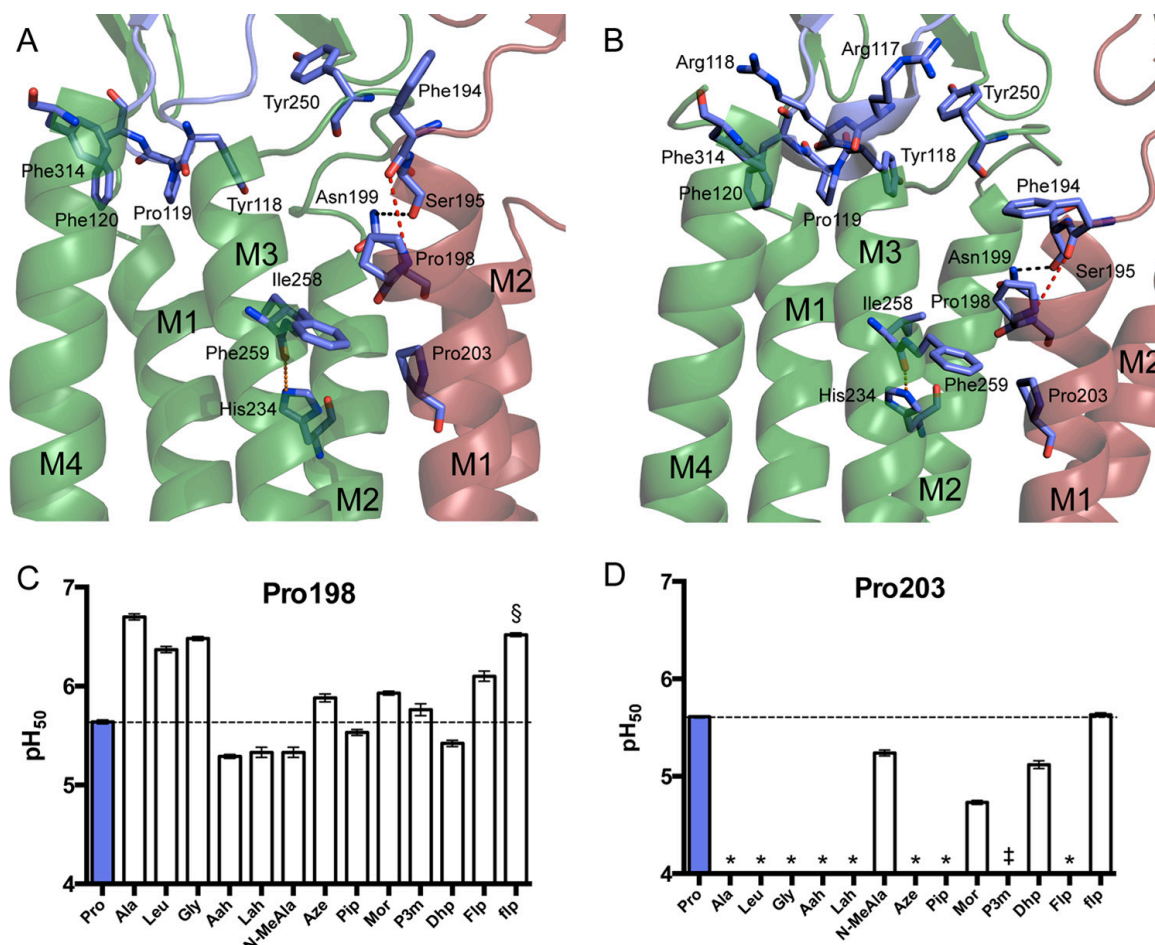 A
Tyr250
Phe194
Phe314
Phe120
Pro119
Tyr118
Asn199
Ser195
M3
Pro198
Ile258
M2
M1
Phe259
Pro203
His234
M4
M1
M2
B
Arg117
Arg118
Tyr250
Phe314
Phe120
Tyr118
Phe194
Pro119
M3
Asn199
Ser195
M1
Ile258
Pro198
M2
Phe259
His234
Pro203
M4
M2
M1
C
Pro198
pH50
7
6
5
4
§
Pro
Ala
Leu
Gly
Aah
Lah
N-MeAla
Aze
Pip
Mor
P3m
Dhp
Flp
flp
D
Pro203
pH50
7
6
5
4
* * * * * * * ‡ *
Pro
Ala
Leu
Gly
Aah
Lah
N-MeAla
Aze
Pip
Mor
P3m
Dhp
Flp
flp